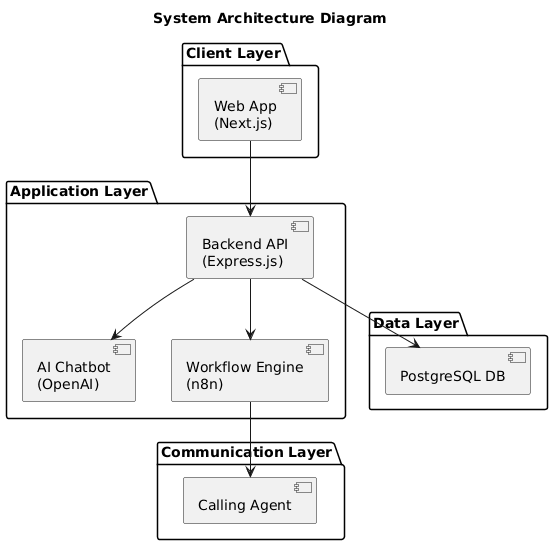 System Architecture Diagram
Client Layer
Web App
(Next.js)
Application Layer
Backend API
(Express.js)
Data Layer
AI Chatbot
(OpenAI)
Workflow Engine
(n8n)
PostgreSQL DB
Communication Layer
Calling Agent